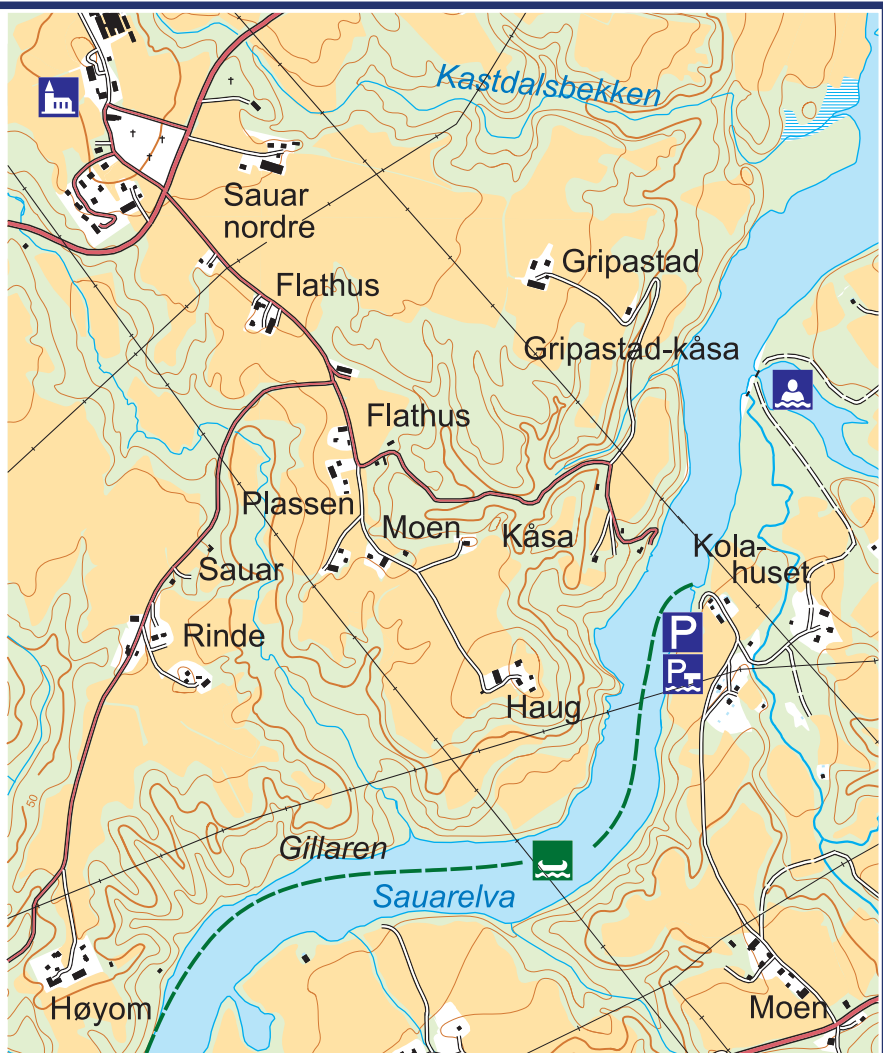 Kastdalsbekken
Sauar
nordre
Gripastad
Flathus
Gripastad-kåsa
Flathus
Plassen
Moen
Kåsa
Kola-
huset
Sauar
P
Rinde
P
Haug
50
Gillaren
Sauarelva
Høyom
Moen